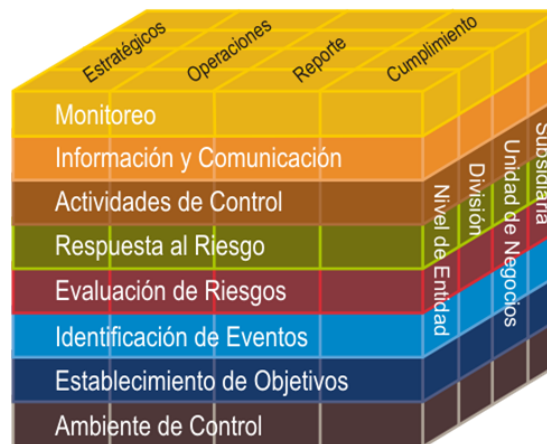 Estratégicos
Operaciones
Reporte
Cumplimiento
Monitoreo
Información y Comunicación
Actividades de Control
Respuesta al Riesgo
Evaluación de Riesgos
Identificación de Eventos
Establecimiento de Objetivos
Ambiente de Control
Nivel de Entidad
División
Unidad de Negocios
Subsidiaria